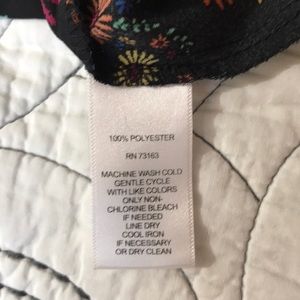 100% POLYESTER
RN 73163
MACHINE WASH COLD
GENTLE CYCLE
WITH LIKE COLORS
ONLY NON-
CHLORINE BLEACH
IF NEEDED
LINE DRY
COOL IRON
IF NECESSARY
OR DRY CLEAN